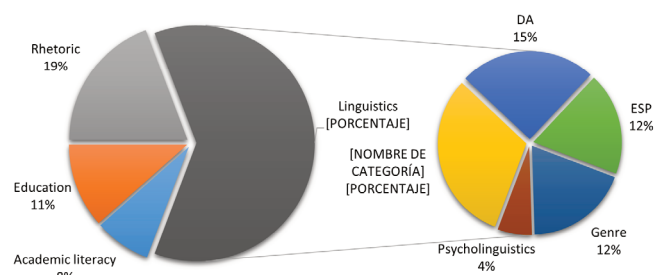 DA
15%
Rhetoric
19%
Linguistics
[PORCENTAJE]
ESP
12%
[NOMBRE DE
CATEGORÍA]
[PORCENTAJE]
Education
11%
Genre
12%
Psycholinguistics
4%
Academic literacy